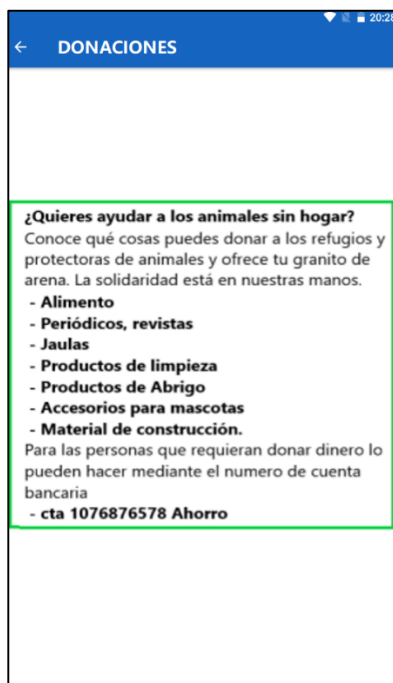 20:28
← DONACIONES
¿Quieres ayudar a los animales sin hogar?
Conoce qué cosas puedes donar a los refugios y
protectoras de animales y ofrece tu granito de
arena. La solidaridad está en nuestras manos.
- Alimento
- Periódicos, revistas
- Jaulas
- Productos de limpieza
- Productos de Abrigo
- Accesorios para mascotas
- Material de construcción.
Para las personas que requieran donar dinero lo
pueden hacer mediante el numero de cuenta
bancaria
- cta 1076876578 Ahorro